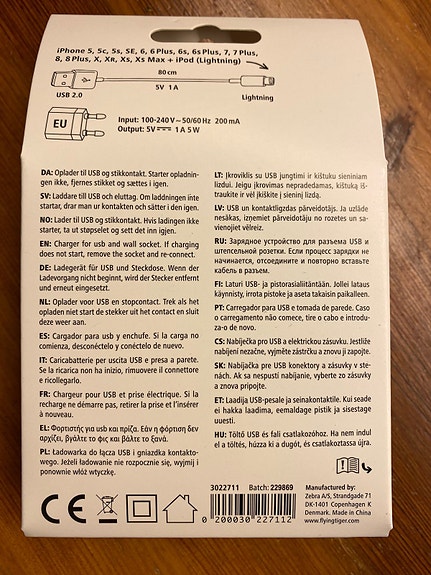 iPhone 5, 5c, 5s, SE, 6, 6 Plus, 6s, 6s Plus, 7, 7 Plus,
8, 8 Plus, X, XR, Xs, Xs Max + iPod (Lightning)
80 cm
5V 1 A
USB 2.0
Lightning
EU
Input: 100-240 V ~ 50/60 Hz 200 mA
Output: 5V ⎓ 1 A 5 W
DA: Oplader til USB og stikkontakt. Starter opladnin-
gen ikke, fjernes stikket og sættes i igen.
SV: Laddare till USB och eluttag. Om laddningen inte
startar, drar man ur kontakten och sätter i den igen.
NO: Lader til USB og stikkontakt. Hvis ladingen ikke
starter, ta ut støpselet og sett det inn igjen.
EN: Charger for usb and wall socket. If charging
does not start, remove the socket and re-connect.
DE: Ladegerät für USB und Steckdose. Wenn der
Ladevorgang nicht beginnt, wird der Stecker entfernt
und erneut eingesetzt.
NL: Oplader voor USB en stopcontact. Trek als het
opladen niet start de stekker uit het contact en sluit
deze weer aan.
ES: Cargador para usb y enchufe. Si la carga no
comienza, desconéctelo y conéctelo de nuevo.
IT: Caricatterie per uscita USB e presa a parete.
Se la ricarica non ha inizio, rimuovere il connettore
e ricollegarlo.
FR: Chargeur pour USB et prise électrique. Si la
recharge ne démarre pas, retirer la prise et l'insérer
à nouveau.
EL: Φορτιστής για usb και πρίζα. Εάν η φόρτιση δεν
αρχίζει, βγάλτε το φις και βάλτε το ξανά.
PL: Ładowarka do łącza USB i gniazdka kontakto-
wego. Jeżeli ładowanie nie rozpocznie się, wyjmij i
ponownie włóż wtyczkę.
LT: Įkroviklis su USB jungtimi ir kištuku sieniniam
lizdui. Jeigu įkrovimas nepradedamas, kištuką iš-
traukite ir vėl įkiškite į sieninį lizdą.
LV: USB un kontaktligzdas pārveidotājs. Ja uzlāde
nesākas, izņemiet pārveidotāju no rozetes un sa-
vienojiet vēlreiz.
RU: Зарядное устройство для разъема USB и
штепсельной розетки. Если процесс зарядки не
начинается, отсоедините и повторно вставьте
кабель в разъем.
FI: Laturi USB- ja pistorasialiitäntään. Jollei lataus
käynnisty, irrota pistoke ja aseta takaisin paikalleen.
PT: Carregador para USB e tomada de parede. Caso
o carregamento não comece, tire o cabo e introdu-
za-o de novo.
CS: Nabíječka pro USB a elektrickou zásuvku. Jestliže
nabíjení nezačne, vyjměte zástrčku a znovu ji zapojte.
SK: Nabíjačka pre USB konektory a zásuvky v ste-
nách. Ak sa nespustí nabíjanie, vyberte zo zásuvky
a znova pripojte.
ET: Laadija USB-pesale ja seinakontaktile. Kui seade
ei hakka laadima, eemaldage pistik ja sisestage
uuesti.
HU: Töltő USB és fali csatlakozóhoz. Ha nem indul
el a töltés, húzza ki a dugót, és csatlakoztassa újra.
3022711 Batch: 229869
0 200030 227112
Manufactured by:
Zebra A/S, Strandgade 71
DK-1401 Copenhagen K
Denmark. Made in China
www.flyingtiger.com
CE